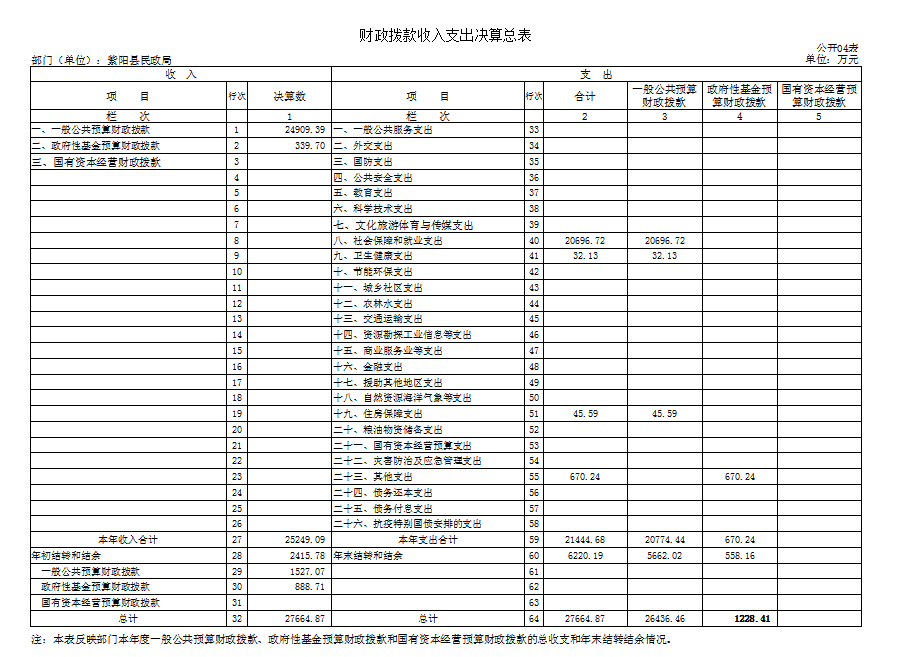 财政拨款收入支出决算总表
公开04表
部门（单位）：紫阳县民政局 单位：万元
收 入 支 出
项 目 行次 决算数 项 目 行次 合计 一般公共预算财政拨款 政府性基金预算财政拨款 国有资本经营预算财政拨款
栏 次 1 栏 次 2 3 4 5
一、一般公共预算财政拨款 1 24909.39 一、一般公共服务支出 33
二、政府性基金预算财政拨款 2 339.70 二、外交支出 34
三、国有资本经营财政拨款 3 三、国防支出 35
4 四、公共安全支出 36
5 五、教育支出 37
6 六、科学技术支出 38
7 七、文化旅游体育与传媒支出 39
8 八、社会保障和就业支出 40 20696.72 20696.72
9 九、卫生健康支出 41 32.13 32.13
10 十、节能环保支出 42
11 十一、城乡社区支出 43
12 十二、农林水支出 44
13 十三、交通运输支出 45
14 十四、资源勘探工业信息等支出 46
15 十五、商业服务业等支出 47
16 十六、金融支出 48
17 十七、援助其他地区支出 49
18 十八、自然资源海洋气象等支出 50
19 十九、住房保障支出 51 45.59 45.59
20 二十、粮油物资储备支出 52
21 二十一、国有资本经营预算支出 53
22 二十二、灾害防治及应急管理支出 54
23 二十三、其他支出 55 670.24 670.24
24 二十四、债务还本支出 56
25 二十五、债务付息支出 57
26 二十六、抗疫特别国债安排的支出 58
本年收入合计 27 25249.09 本年支出合计 59 21444.68 20774.44 670.24
年初结转和结余 28 2415.78 年末结转和结余 60 6220.19 5662.02 558.16
一般公共预算财政拨款 29 1527.07 61
政府性基金预算财政拨款 30 888.71 62
国有资本经营预算财政拨款 31 63
总计 32 27664.87 总计 64 27664.87 26436.46 1228.41
注：本表反映部门本年度一般公共预算财政拨款、政府性基金预算财政拨款和国有资本经营预算财政拨款的总收支和年末结转结余情况。